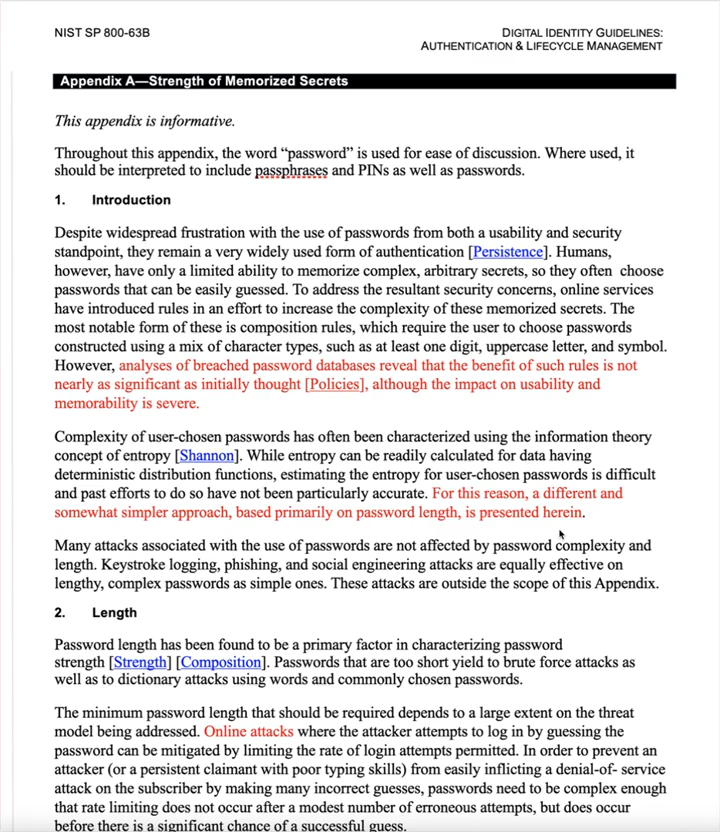 NIST SP 800-63B
DIGITAL IDENTITY GUIDELINES:
AUTHENTICATION & LIFECYCLE MANAGEMENT
Appendix A—Strength of Memorized Secrets
This appendix is informative.
Throughout this appendix, the word “password” is used for ease of discussion. Where used, it
should be interpreted to include passphrases and PINs as well as passwords.
1. Introduction
Despite widespread frustration with the use of passwords from both a usability and security
standpoint, they remain a very widely used form of authentication [Persistence]. Humans,
however, have only a limited ability to memorize complex, arbitrary secrets, so they often choose
passwords that can be easily guessed. To address the resultant security concerns, online services
have introduced rules in an effort to increase the complexity of these memorized secrets. The
most notable form of these is composition rules, which require the user to choose passwords
constructed using a mix of character types, such as at least one digit, uppercase letter, and symbol.
However, analyses of breached password databases reveal that the benefit of such rules is not
nearly as significant as initially thought [Policies], although the impact on usability and
memorability is severe.
Complexity of user-chosen passwords has often been characterized using the information theory
concept of entropy [Shannon]. While entropy can be readily calculated for data having
deterministic distribution functions, estimating the entropy for user-chosen passwords is difficult
and past efforts to do so have not been particularly accurate. For this reason, a different and
somewhat simpler approach, based primarily on password length, is presented herein.
Many attacks associated with the use of passwords are not affected by password complexity and
length. Keystroke logging, phishing, and social engineering attacks are equally effective on
lengthy, complex passwords as simple ones. These attacks are outside the scope of this Appendix.
2. Length
Password length has been found to be a primary factor in characterizing password
strength [Strength] [Composition]. Passwords that are too short yield to brute force attacks as
well as to dictionary attacks using words and commonly chosen passwords.
The minimum password length that should be required depends to a large extent on the threat
model being addressed. Online attacks where the attacker attempts to log in by guessing the
password can be mitigated by limiting the rate of login attempts permitted. In order to prevent an
attacker (or a persistent claimant with poor typing skills) from easily inflicting a denial-of- service
attack on the subscriber by making many incorrect guesses, passwords need to be complex enough
that rate limiting does not occur after a modest number of erroneous attempts, but does occur
before there is a significant chance of a successful guess.